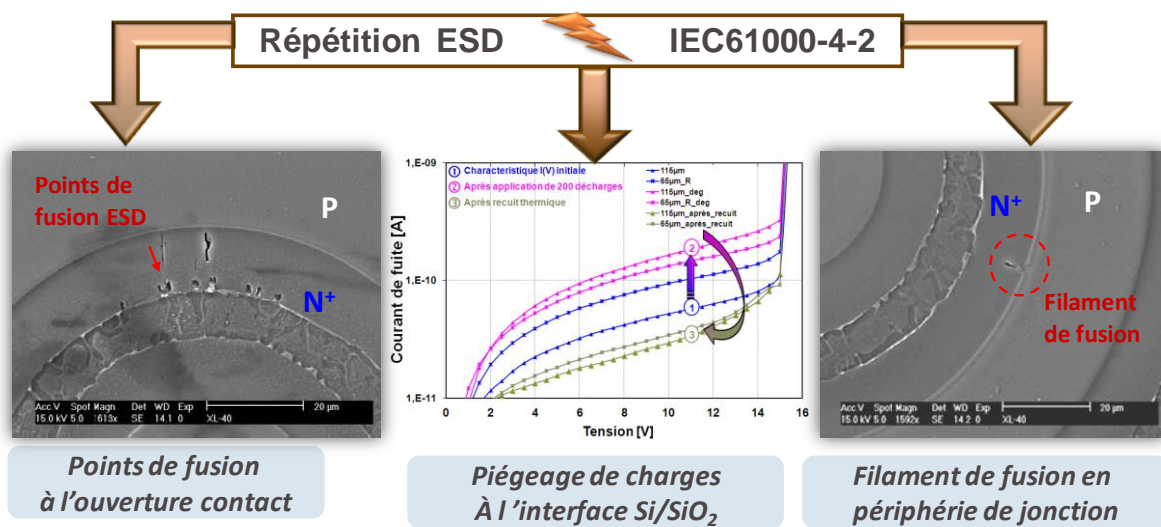 Répétition ESD IEC61000-4-2
Points de
fusion ESD
P
N⁺
Acc.V Spot Magn Det WD Exp
15.0 kV 5.0 1613x SE 14.1 0 XL-40
20 µm
Points de fusion
à l'ouverture contact
1,E-09
1,E-10
1,E-11
Courant de fuite [A]
1 Caractéristique I(V) initiale
2 Après application de 200 décharges
3 Après recuit thermique
115µm
65µm_R
115µm_deg
65µm_R_deg
115µm_après_recuit
65µm_après_recuit
2
1
3
0 2 4 6 8 10 12 14 16
Tension [V]
Piégeage de charges
À l 'interface Si/SiO₂
N⁺
P
Filament
de fusion
Acc.V Spot Magn Det WD Exp
15.0 kV 5.0 1592x SE 14.2 0 XL-40
20 µm
Filament de fusion en
périphérie de jonction